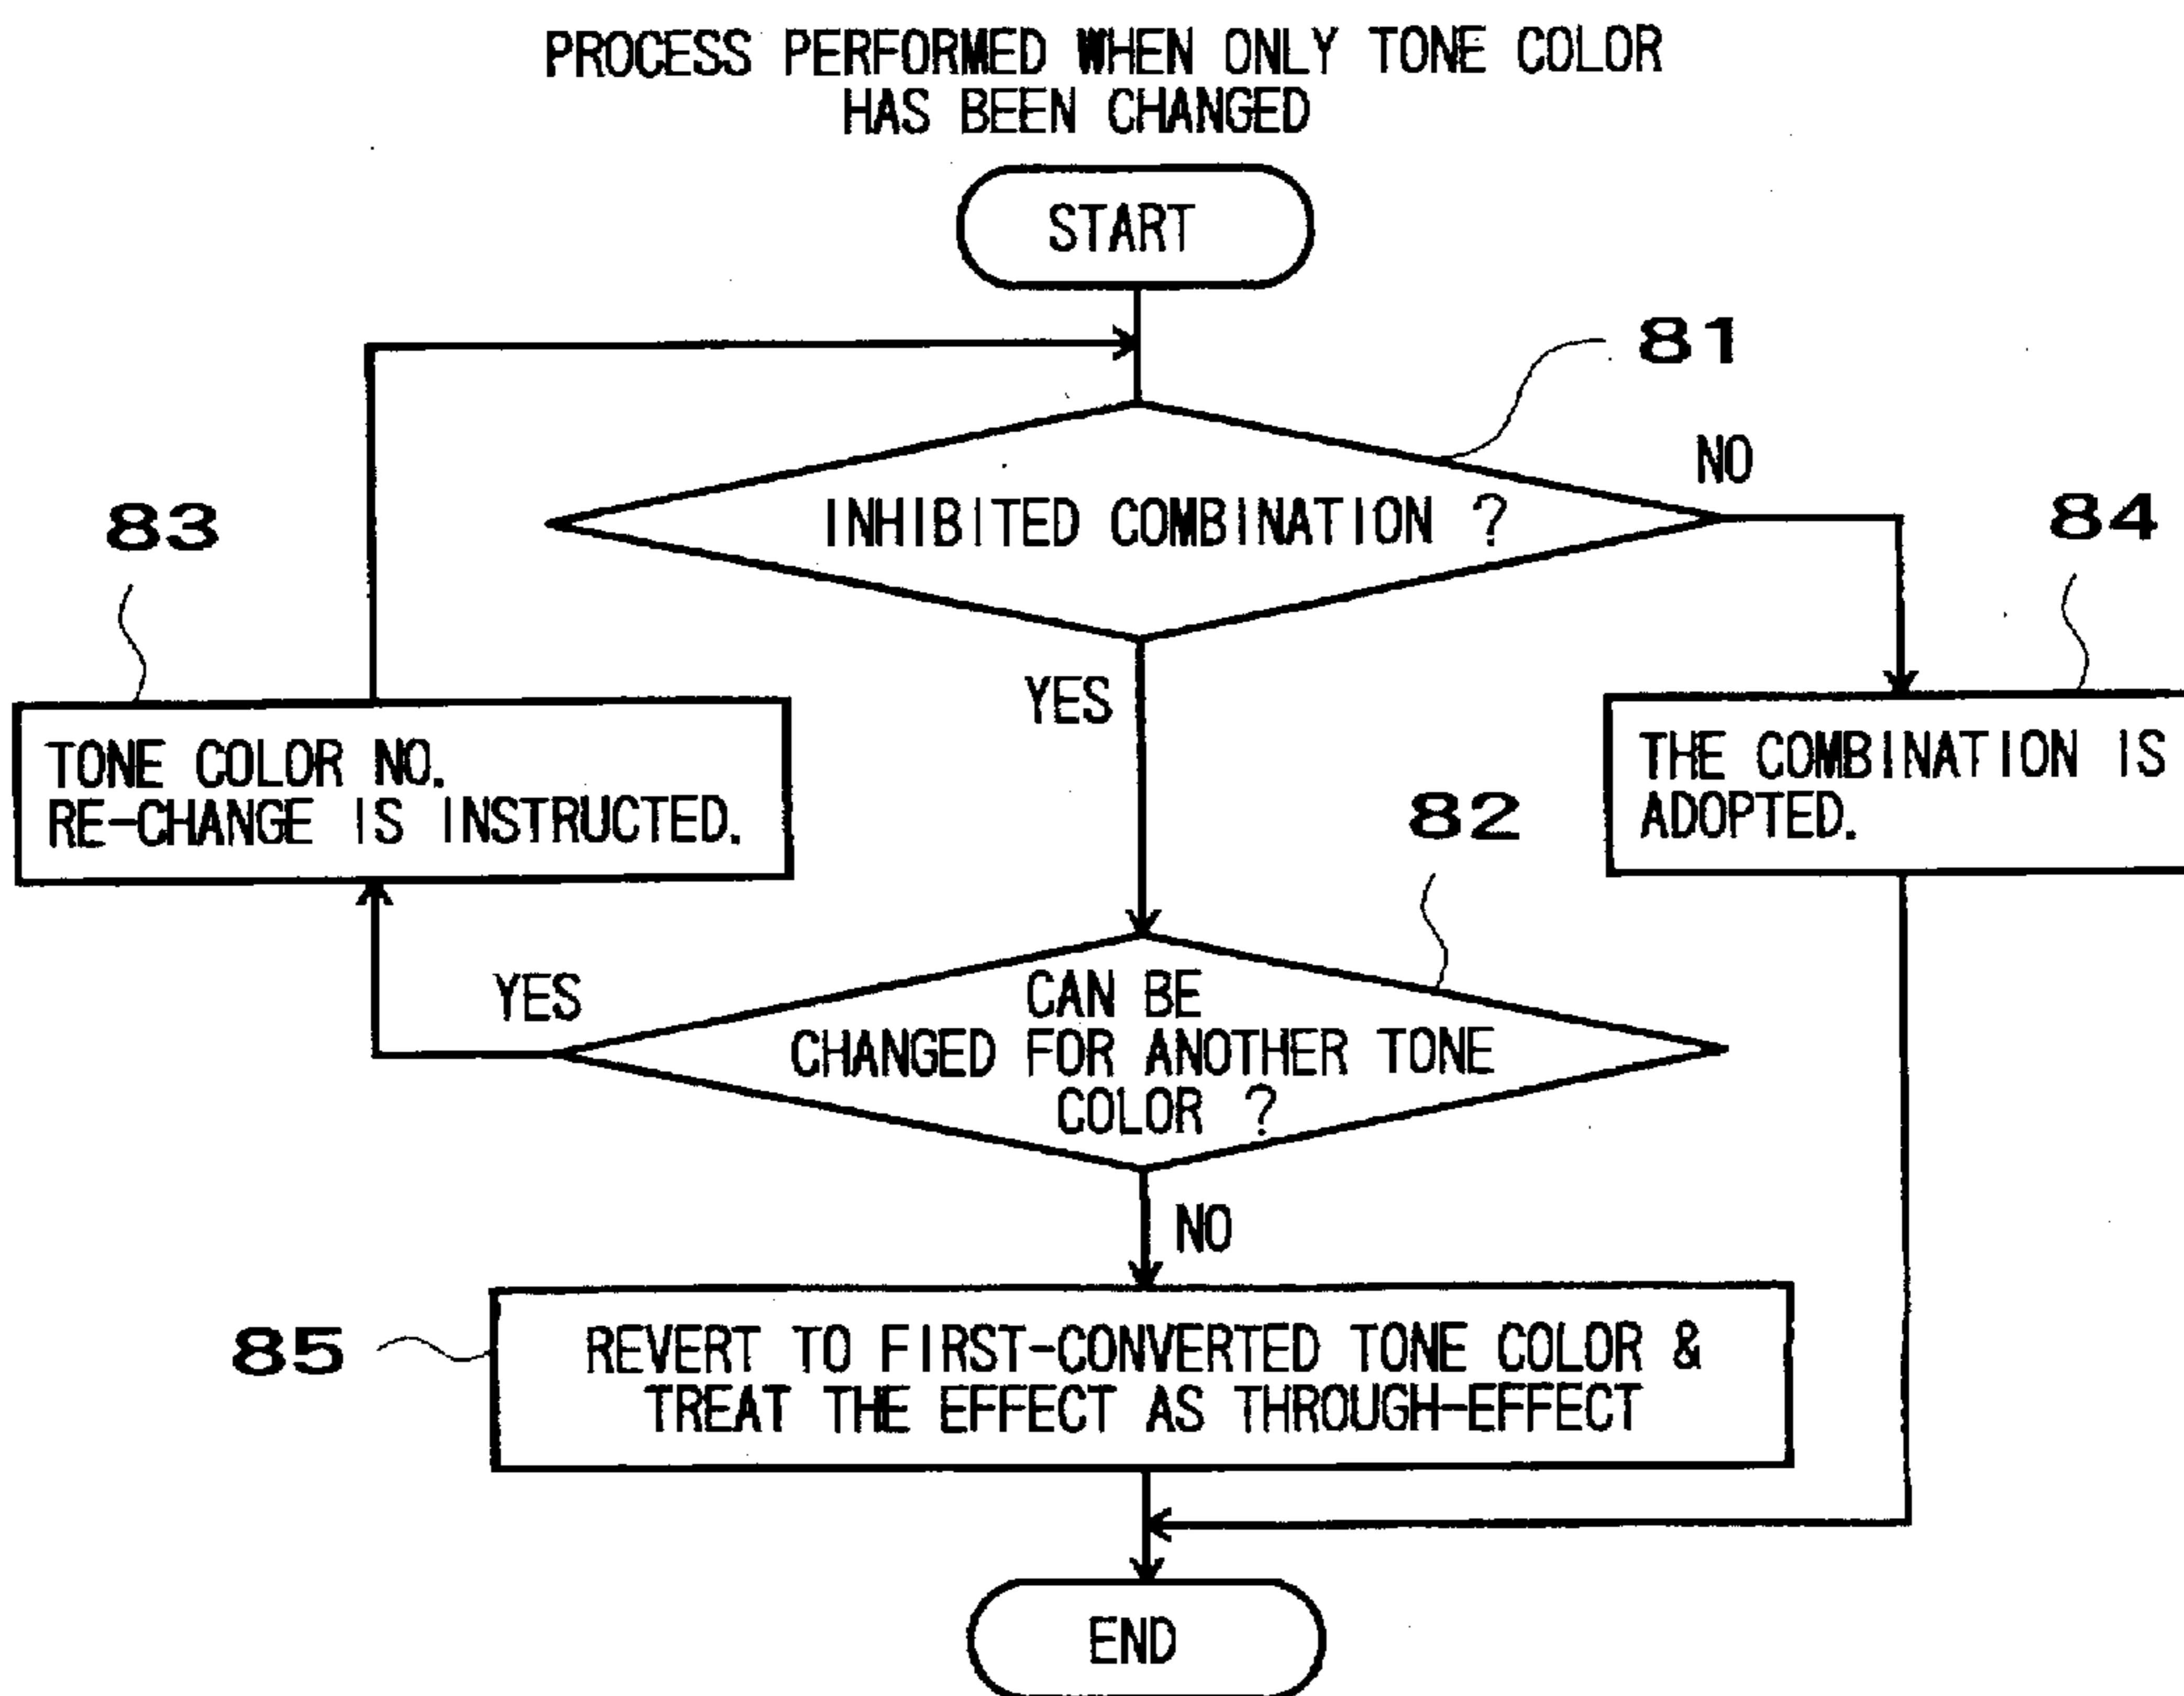 PROCESS PERFORMED WHEN ONLY TONE COLOR
HAS BEEN CHANGED
START
81
NO
INHIBITED COMBINATION ?
83
84
YES
TONE COLOR NO.
RE-CHANGE IS INSTRUCTED.
THE COMBINATION IS
ADOPTED.
82
YES
CAN BE
CHANGED FOR ANOTHER TONE
COLOR ?
NO
85
REVERT TO FIRST-CONVERTED TONE COLOR &
TREAT THE EFFECT AS THROUGH-EFFECT
END